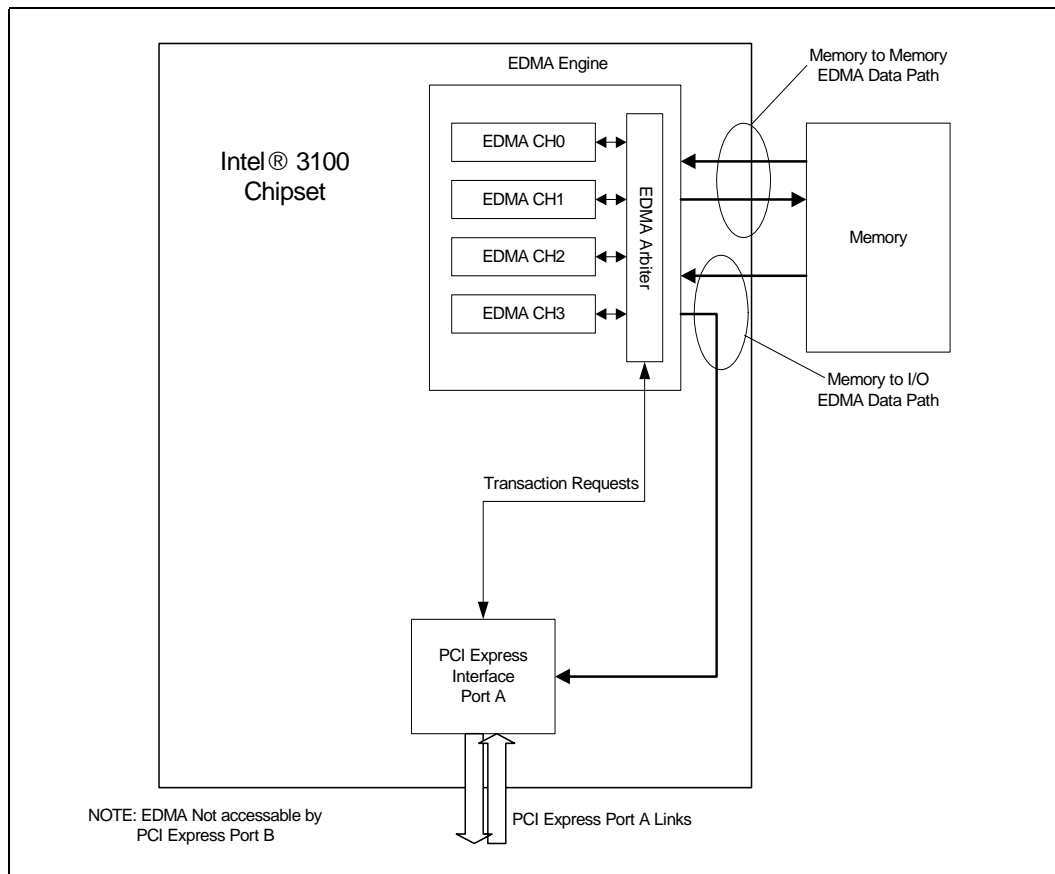 EDMA Engine
Memory to Memory
EDMA Data Path
Intel® 3100
Chipset
EDMA CH0
EDMA CH1
EDMA CH2
EDMA CH3
EDMA Arbiter
Memory
Memory to I/O
EDMA Data Path
Transaction Requests
PCI Express
Interface
Port A
NOTE: EDMA Not accessable by
PCI Express Port B
PCI Express Port A Links